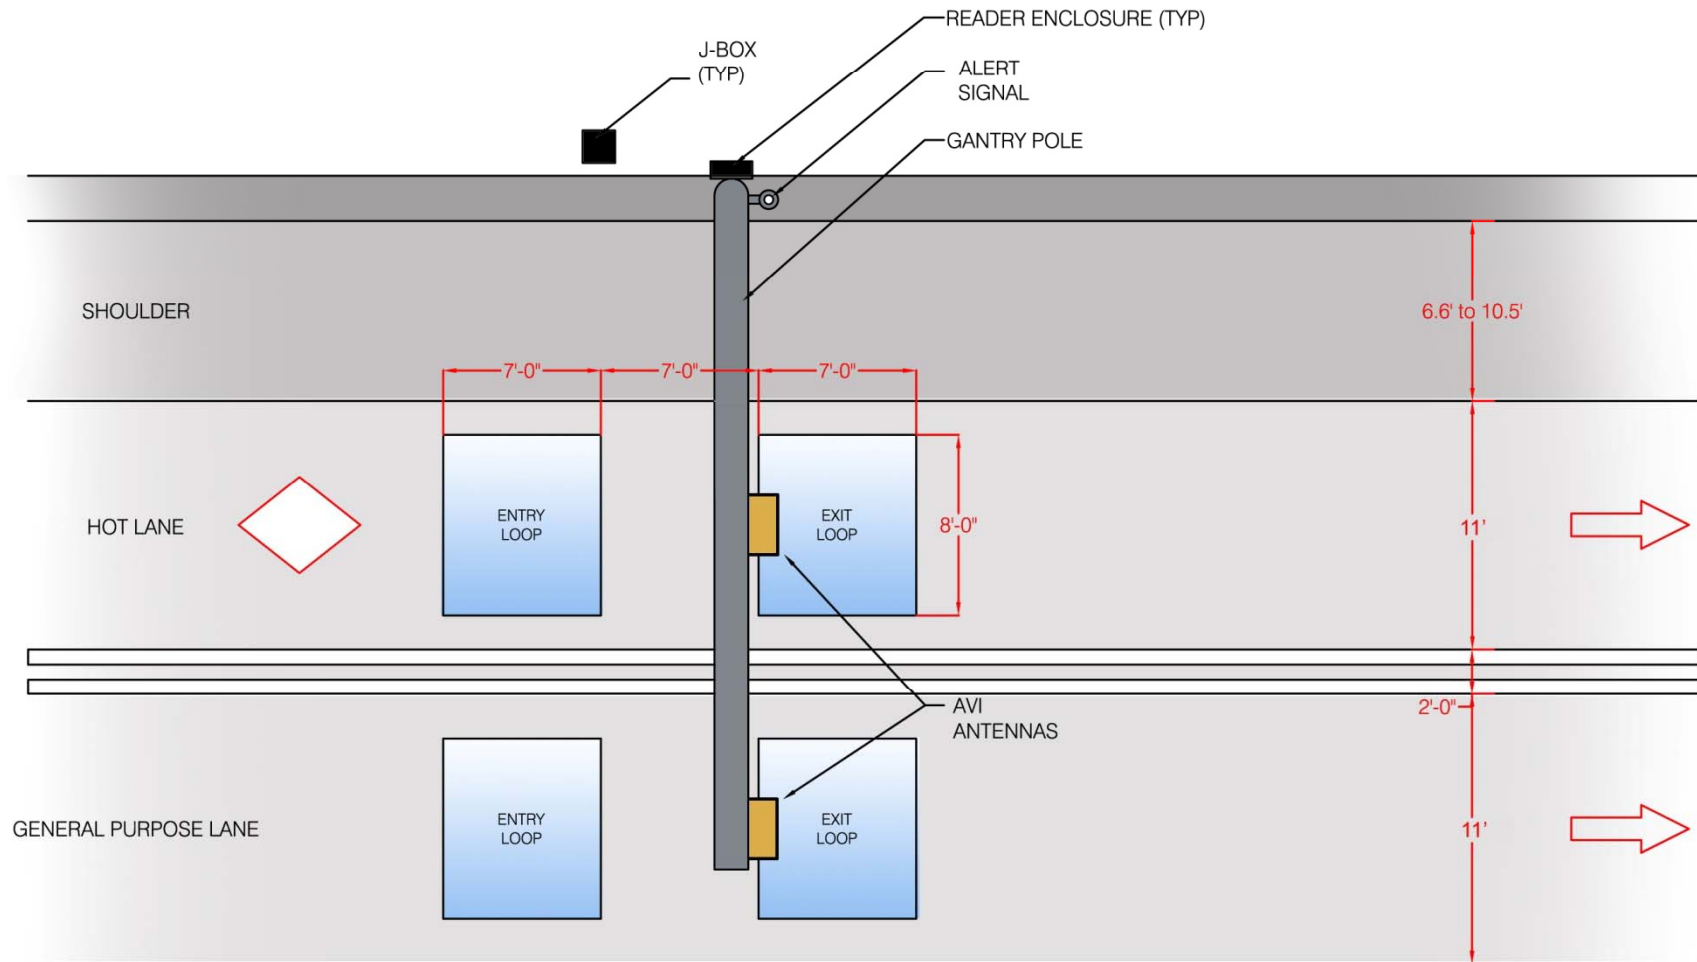 READER ENCLOSURE (TYP)
J-BOX
(TYP)
ALERT
SIGNAL
GANTRY POLE
SHOULDER
6.6' to 10.5'
7'-0"
7'-0"
7'-0"
HOT LANE
ENTRY
LOOP
EXIT
LOOP
8'-0"
11'
AVI
ANTENNAS
2'-0"
GENERAL PURPOSE LANE
ENTRY
LOOP
EXIT
LOOP
11'